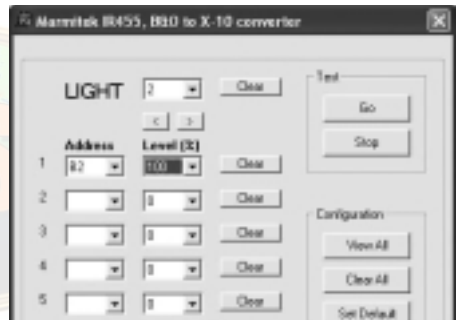 Marmitek IR455, B&O to X-10 converter
LIGHT 2 Clear
< >
Address Level (%)
1 B2 100 Clear
2 0 Clear
3 0 Clear
4 0 Clear
5 0 Clear
Test
Go
Stop
Configuration
View All
Clear All
Set Default